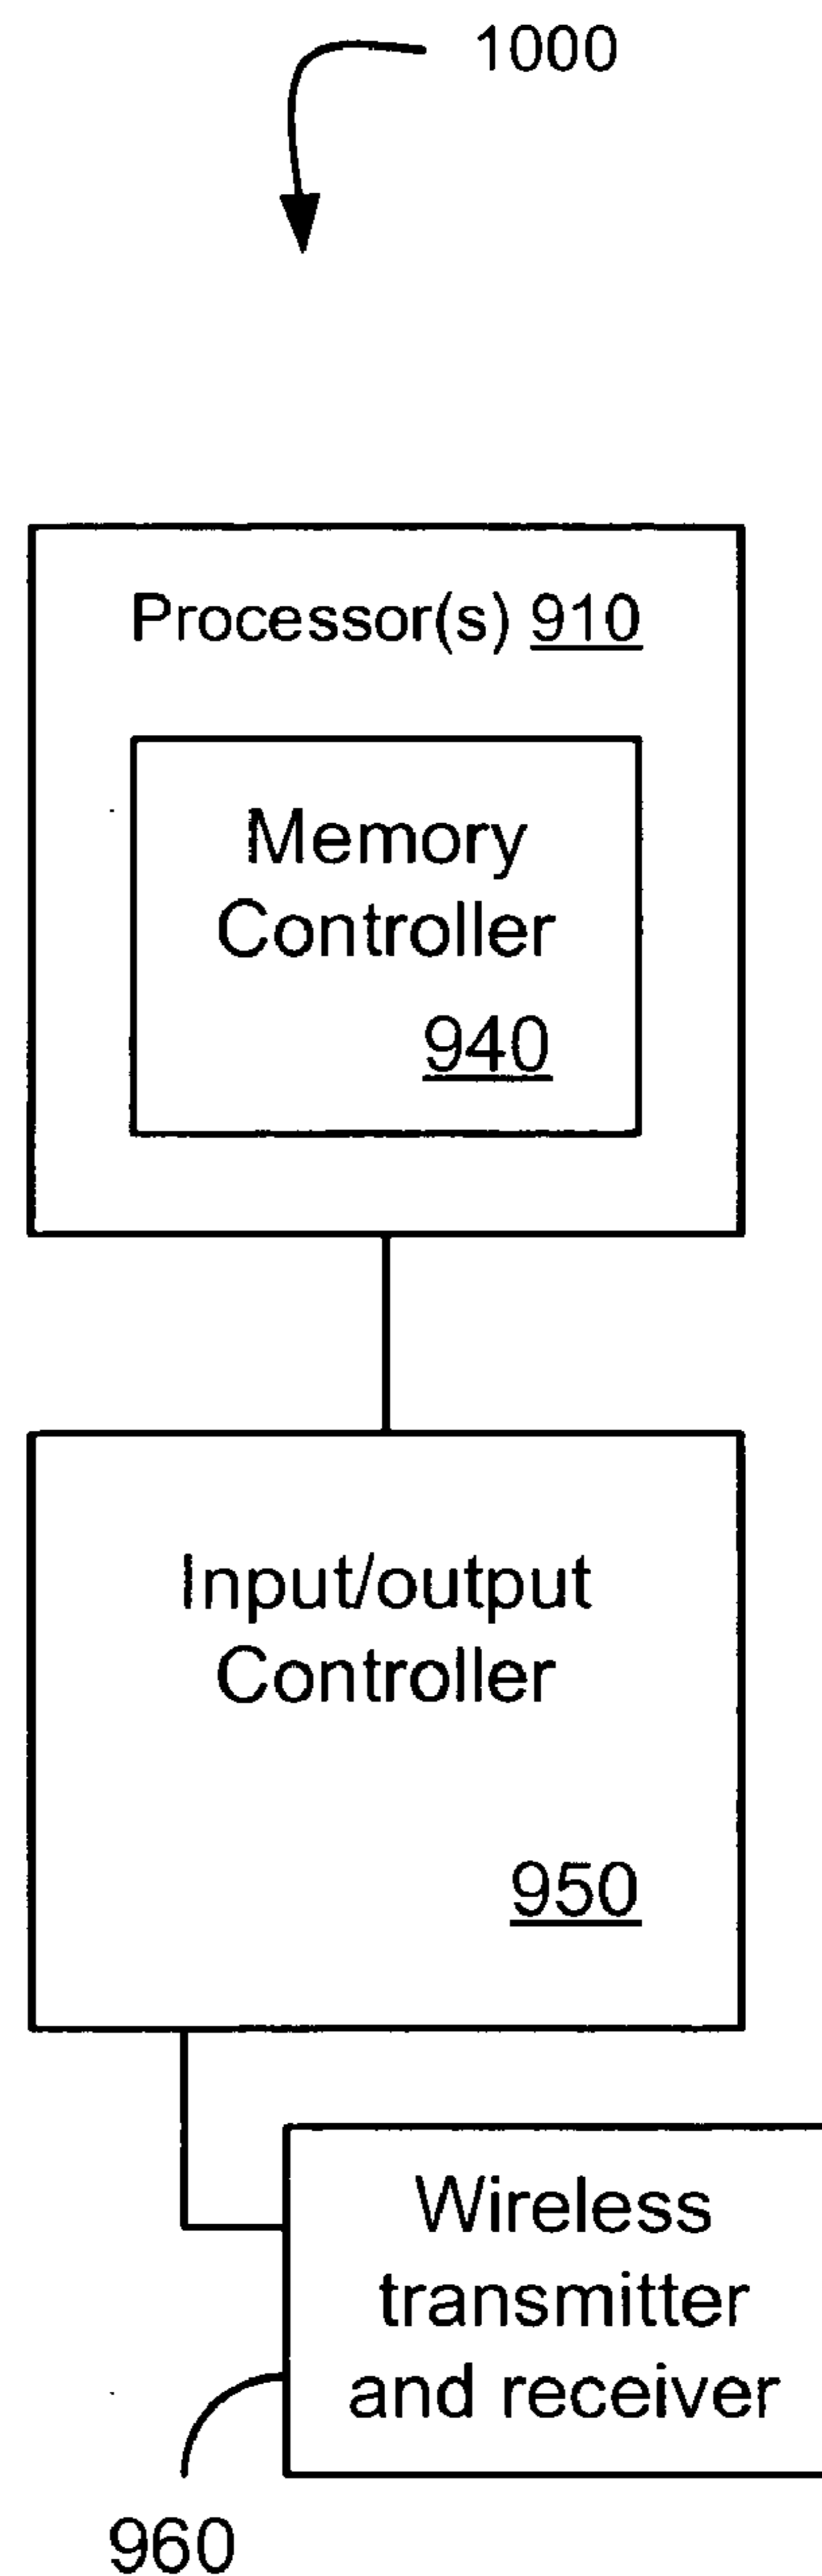 1000
Processor(s) 910
Memory
Controller
940
Input/output
Controller
950
Wireless
transmitter
and receiver
960